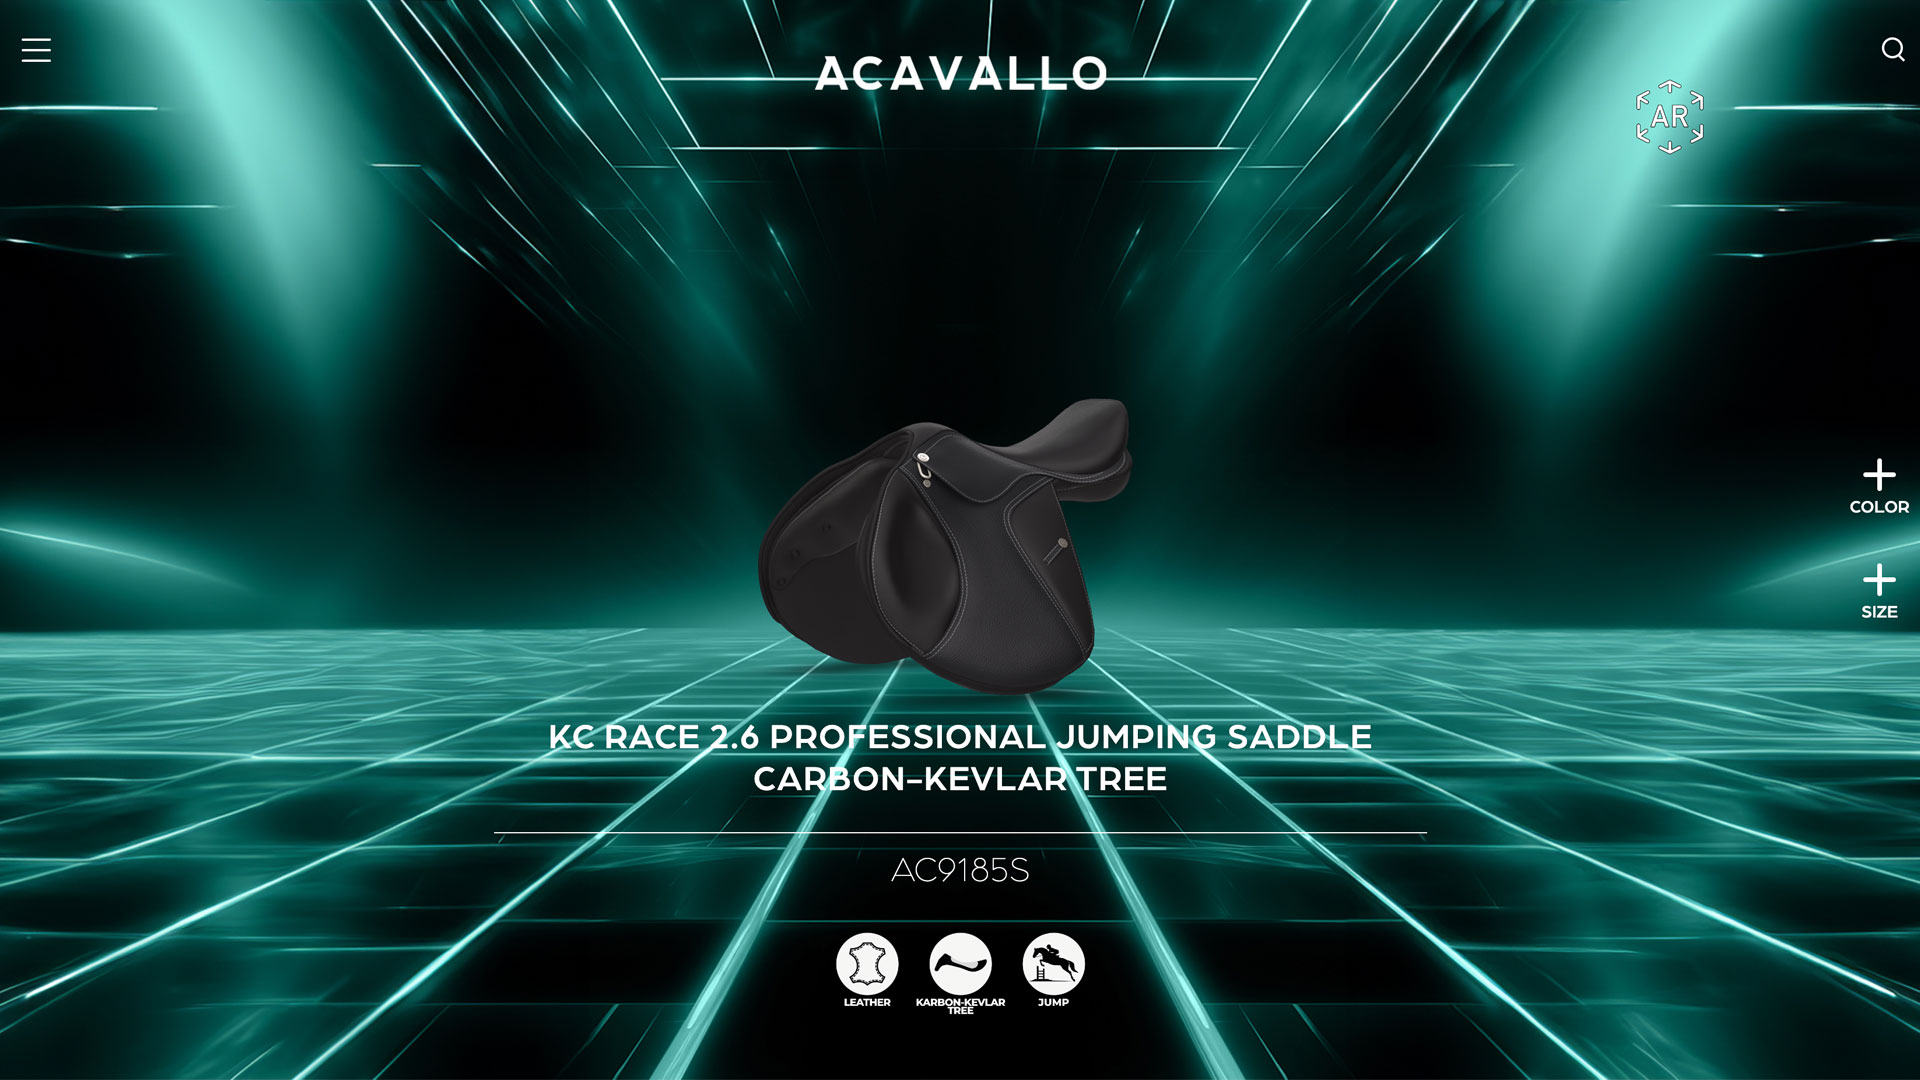 ACAVALLO
AR
COLOR
SIZE
KC RACE 2.6 PROFESSIONAL JUMPING SADDLE
CARBON-KEVLAR TREE
AC9185S
LEATHER
KARBON-KEVLAR
TREE
JUMP